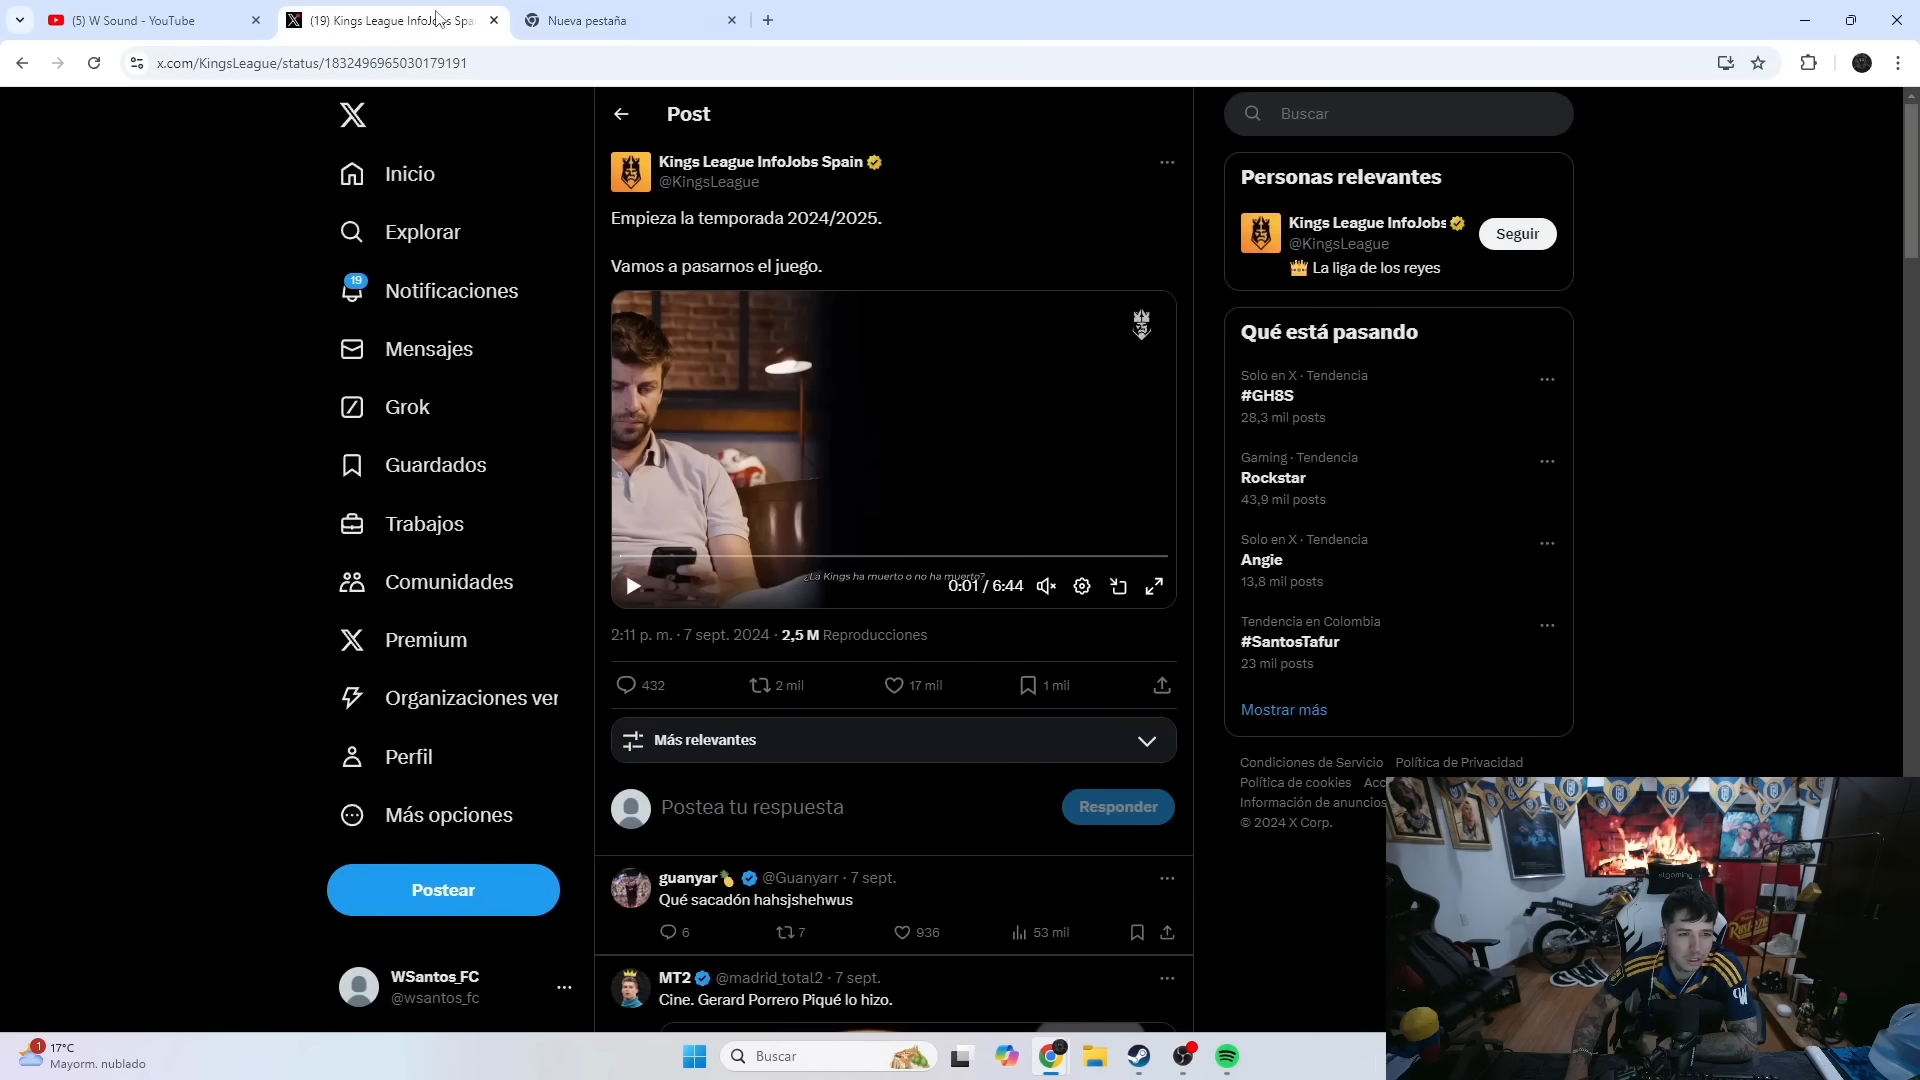 (5) W Sound - YouTube
(19) Kings League InfoJobs Spa
Nueva pestaña
x.com/KingsLeague/status/1832496965030179191
Inicio
Explorar
19
Notificaciones
Mensajes
Grok
Guardados
Trabajos
Comunidades
Premium
Organizaciones ver
Perfil
Más opciones
Postear
WSantos_FC
@wsantos_fc
Post
Kings League InfoJobs Spain
@KingsLeague
Empieza la temporada 2024/2025.
Vamos a pasarnos el juego.
¿La Kings ha muerto o no ha muerto?
0:01 / 6:44
2:11 p. m. · 7 sept. 2024 · 2,5 M Reproducciones
432 2 mil 17 mil 1 mil
Más relevantes
Postea tu respuesta
Responder
guanyar @Guanyarr · 7 sept.
Qué sacadón hahsjshehwus
6 7 936 53 mil
MT2 @madrid_total2 · 7 sept.
Cine. Gerard Porrero Piqué lo hizo.
Buscar
Personas relevantes
Kings League InfoJobs
@KingsLeague
Seguir
La liga de los reyes
Qué está pasando
Solo en X · Tendencia
#GH8S
28,3 mil posts
Gaming · Tendencia
Rockstar
43,9 mil posts
Solo en X · Tendencia
Angie
13,8 mil posts
Tendencia en Colombia
#SantosTafur
23 mil posts
Mostrar más
Condiciones de Servicio Política de Privacidad
Política de cookies Acc
Información de anuncios
© 2024 X Corp.
stgaming
1
17°C
Mayorm. nublado
Buscar